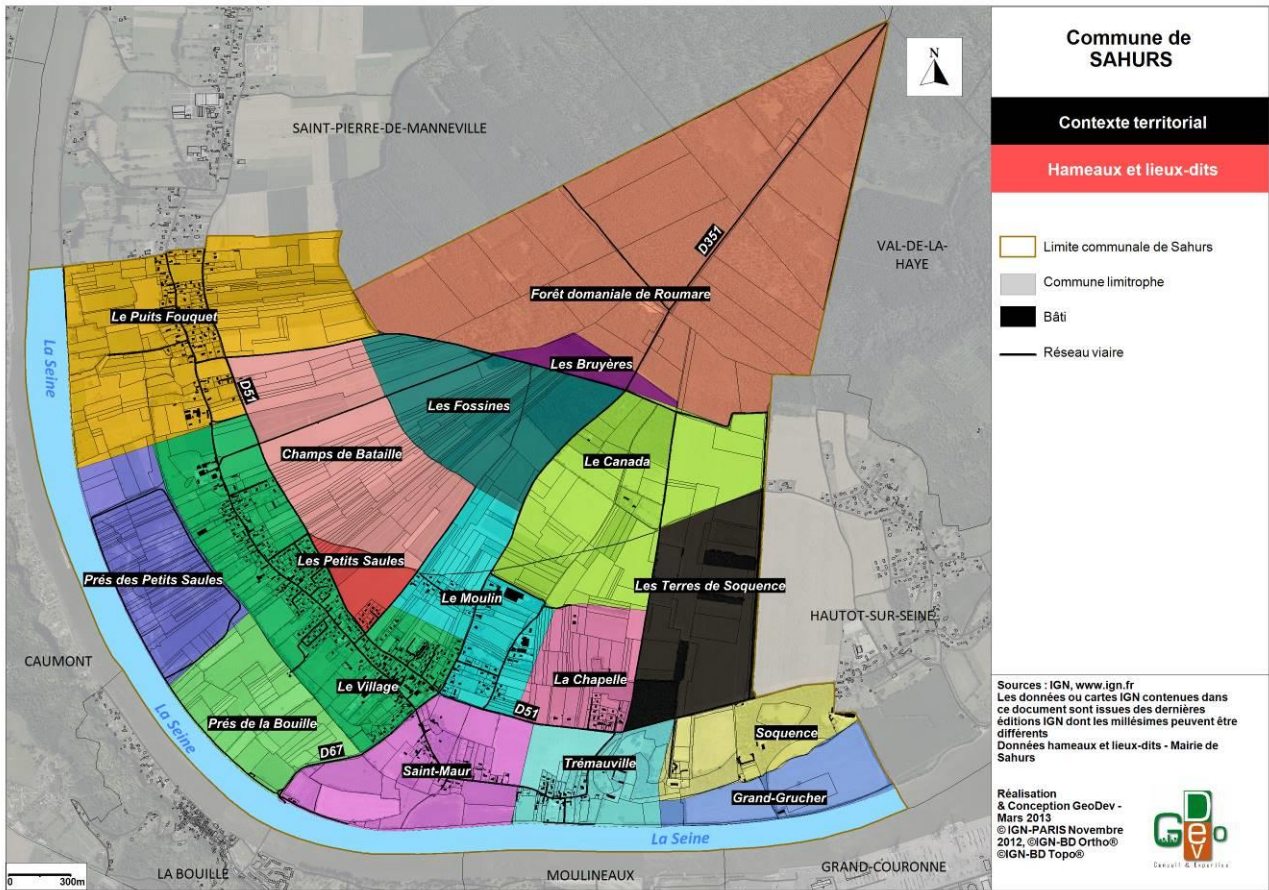 Commune de
SAHURS
Contexte territorial
Hameaux et lieux-dits
Limite communale de Sahurs
Commune limitrophe
Bâti
Réseau viaire
N
SAINT-PIERRE-DE-MANNEVILLE
VAL-DE-LA-
HAYE
D351
Forêt domaniale de Roumare
Le Puits Fouquet
La Seine
D51
Les Bruyères
Les Fossines
Champs de Bataille
Le Canada
Les Petits Saules
Prés des Petits Saules
Le Moulin
Les Terres de Soquence
HAUTOT-SUR-SEINE
CAUMONT
Le Village
La Chapelle
D51
Prés de la Bouille
La Seine
D67
Saint-Maur
Trémauville
Soquence
Grand-Grucher
La Seine
LA BOUILLE
MOULINEAUX
GRAND-COURONNE
0 300m
Sources : IGN, www.ign.fr
Les données ou cartes IGN contenues dans
ce document sont issues des dernières
éditions IGN dont les millésimes peuvent être
différents
Données hameaux et lieux-dits - Mairie de
Sahurs
Réalisation
& Conception GeoDev -
Mars 2013
© IGN-PARIS Novembre
2012, ©IGN-BD Ortho®
©IGN-BD Topo®
GeoDev
Conseil & Expertise